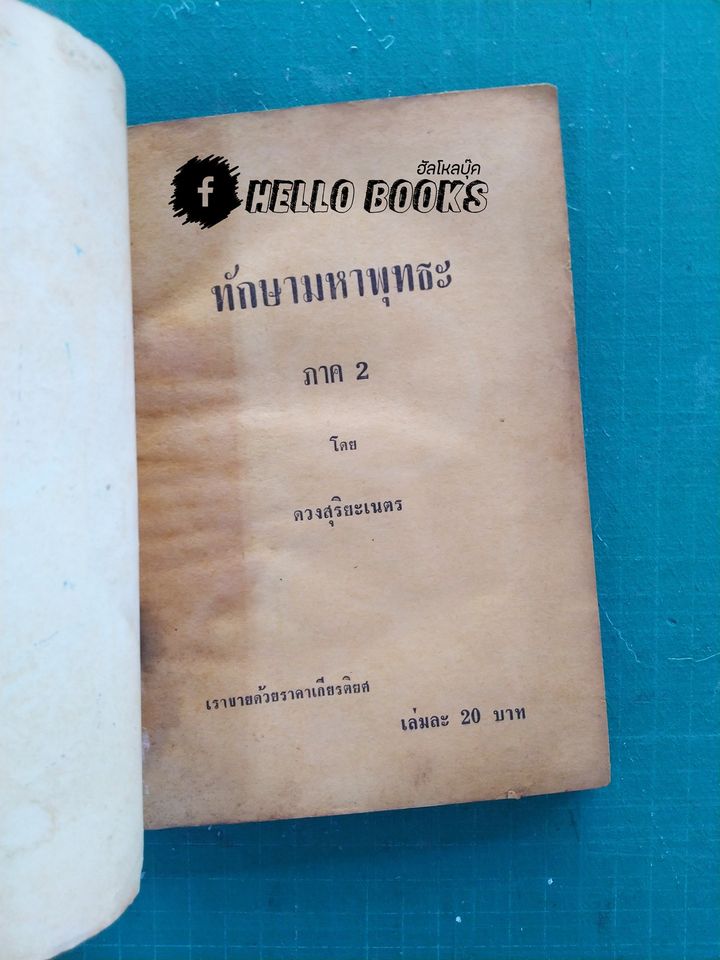 ฮัลโหลบุ๊ค
f HELLO BOOKS
ทักษามหาพุทธะ
ภาค 2
โดย
ดวงสุริยะเนตร
เราขายด้วยราคาเกียรติยศ
เล่มละ 20 บาท